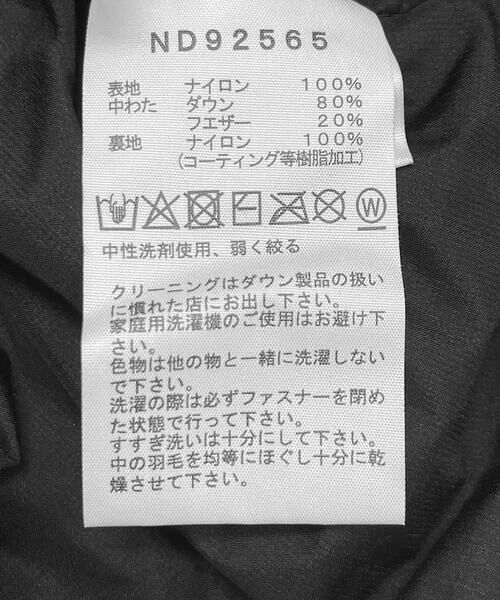 ND92565
表地 ナイロン 100%
中わた ダウン 80%
フェザー 20%
裏地 ナイロン 100%
(コーティング等樹脂加工)
W
中性洗剤使用、弱く絞る
クリーニングはダウン製品の扱い
に慣れた店にお出し下さい。
家庭用洗濯機のご使用はお避け下
さい。
色物は他の物と一緒に洗濯しない
で下さい。
洗濯の際は必ずファスナーを閉め
た状態で行って下さい。
すすぎ洗いは十分にして下さい。
中の羽毛を均等にほぐし十分に乾
燥させて下さい。